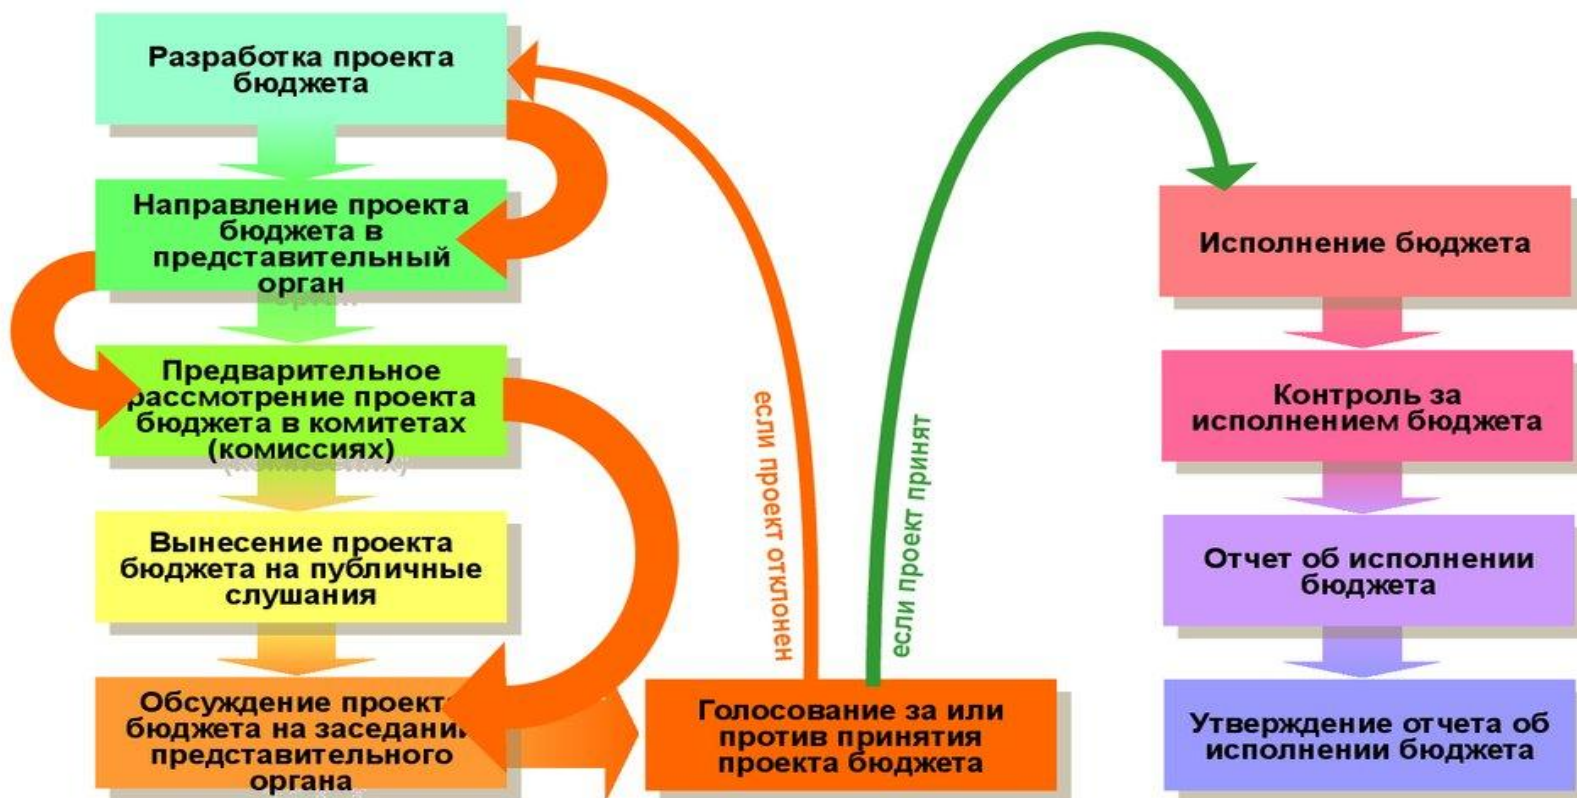 Разработка проекта
бюджета
Направление проекта
бюджета в
представительный
орган
Предварительное
рассмотрение проекта
бюджета в комитетах
(комиссиях)
Вынесение проекта
бюджета на публичные
слушания
Обсуждение проекта
бюджета на заседании
представительного
органа
если проект отклонен
Голосование за или
против принятия
проекта бюджета
если проект принят
Исполнение бюджета
Контроль за
исполнением бюджета
Отчет об исполнении
бюджета
Утверждение отчета об
исполнении бюджета